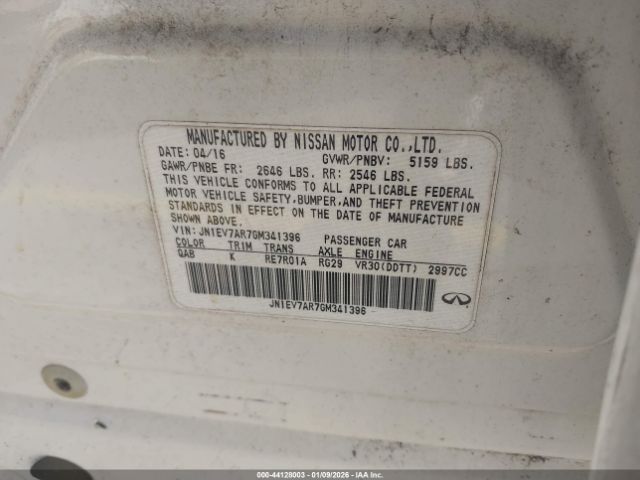 MANUFACTURED BY NISSAN MOTOR CO.,LTD.
DATE: 04/16 GVWR/PNBV: 5159 LBS.
GAWR/PNBE FR: 2646 LBS. RR: 2546 LBS.
THIS VEHICLE CONFORMS TO ALL APPLICABLE FEDERAL
MOTOR VEHICLE SAFETY, BUMPER, AND THEFT PREVENTION
STANDARDS IN EFFECT ON THE DATE OF MANUFACTURE
SHOWN ABOVE.
VIN: JN1EV7AR7GM341396 PASSENGER CAR
COLOR TRIM TRANS AXLE ENGINE
QAB K RE7R01A RG29 VR30(DDTT) 2997CC
JN1EV7AR7GM341396
000-44128003 - 01/09/2026 - IAA Inc.